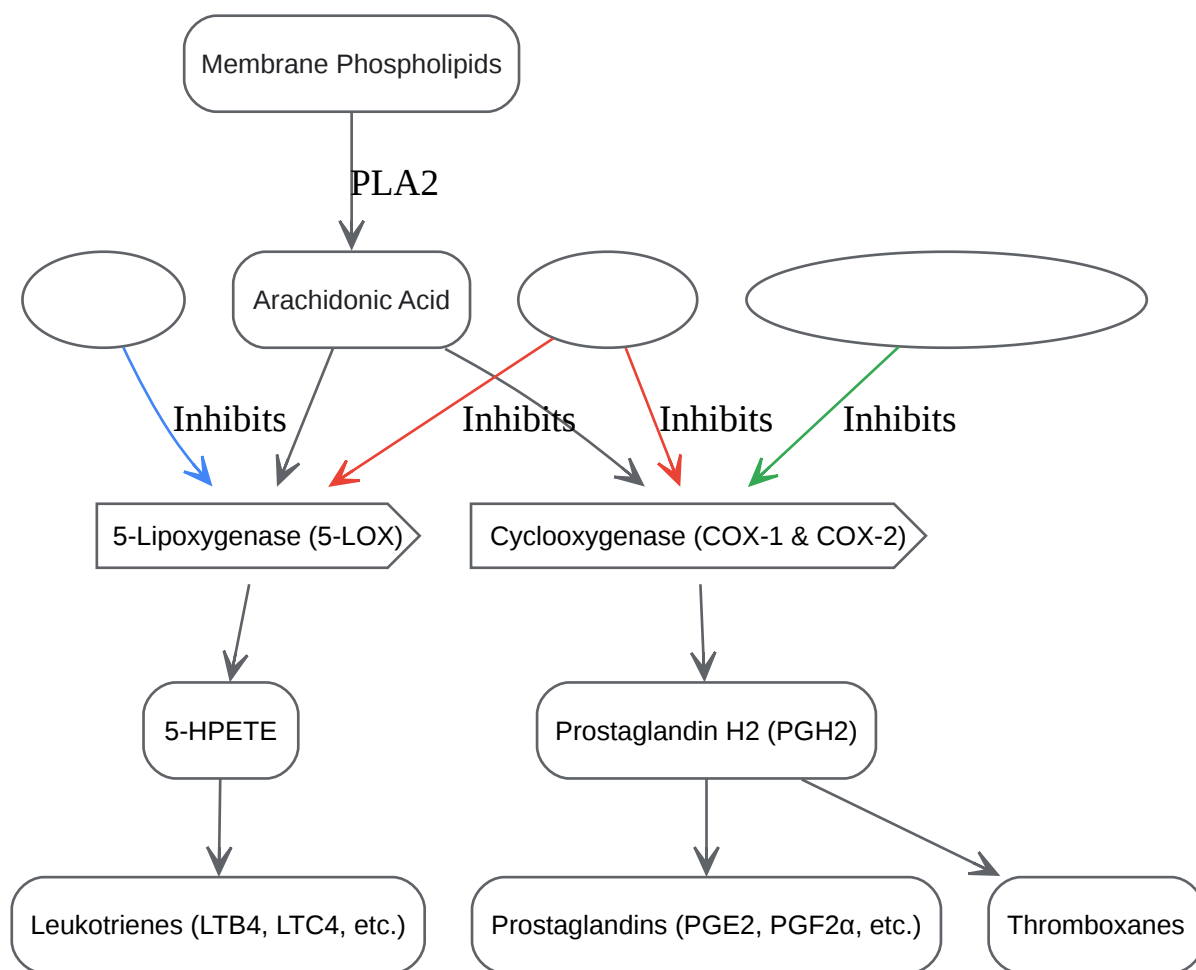 Membrane Phospholipids
PLA2
Arachidonic Acid
Inhibits
Inhibits
Inhibits
Inhibits
5-Lipoxygenase (5-LOX)
Cyclooxygenase (COX-1 & COX-2)
5-HPETE
Prostaglandin H2 (PGH2)
Leukotrienes (LTB4, LTC4, etc.)
Prostaglandins (PGE2, PGF2α, etc.)
Thromboxanes